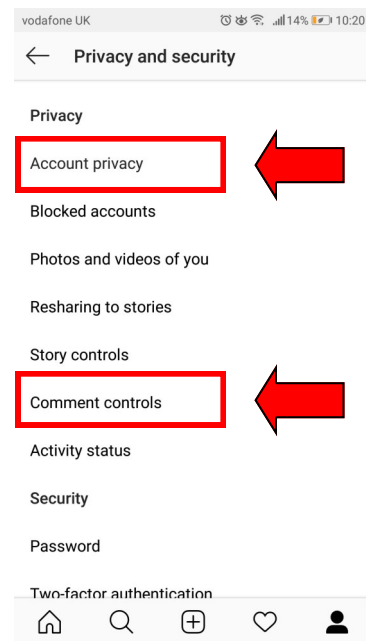 vodafone UK 14% 10:20
Privacy and security
Privacy
Account privacy
Blocked accounts
Photos and videos of you
Resharing to stories
Story controls
Comment controls
Activity status
Security
Password
Two-factor authentication